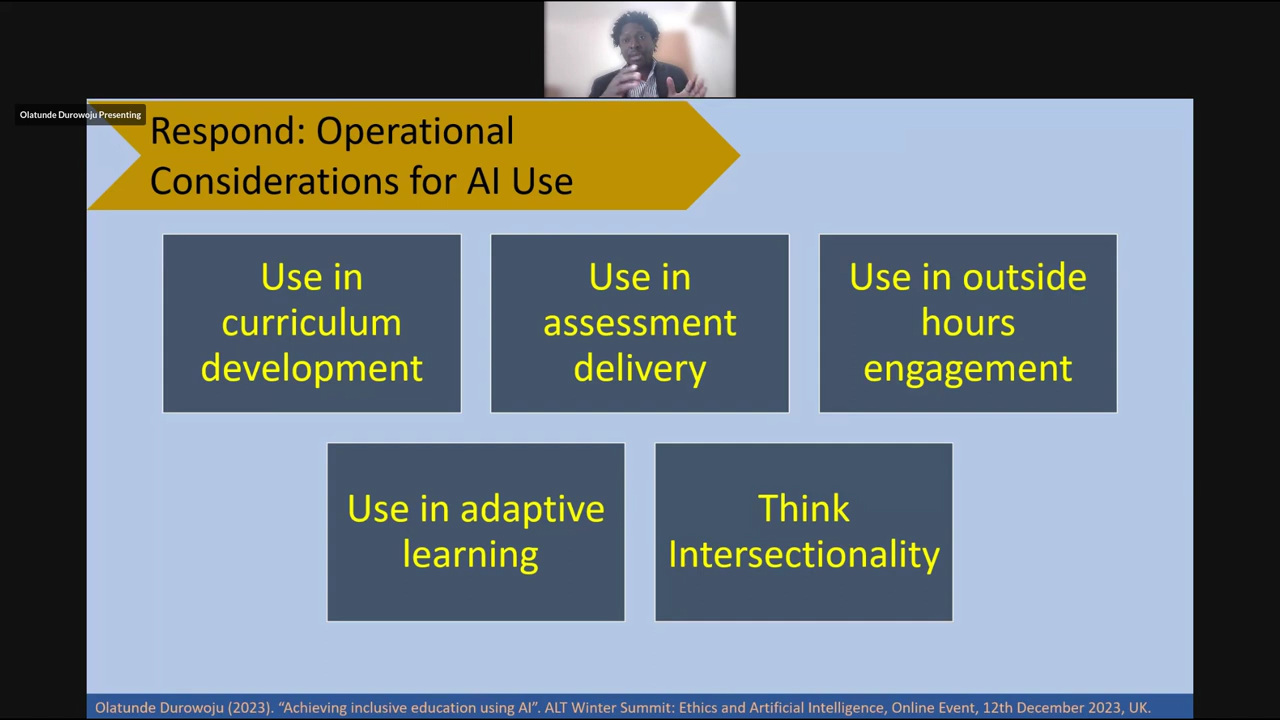 Olatunde Durowoju Presenting
Respond: Operational
Considerations for AI Use
Use in
curriculum
development
Use in
assessment
delivery
Use in outside
hours
engagement
Use in adaptive
learning
Think
Intersectionality
Olatunde Durowoju (2023). “Achieving inclusive education using AI”. ALT Winter Summit: Ethics and Artificial Intelligence, Online Event, 12th December 2023, UK.